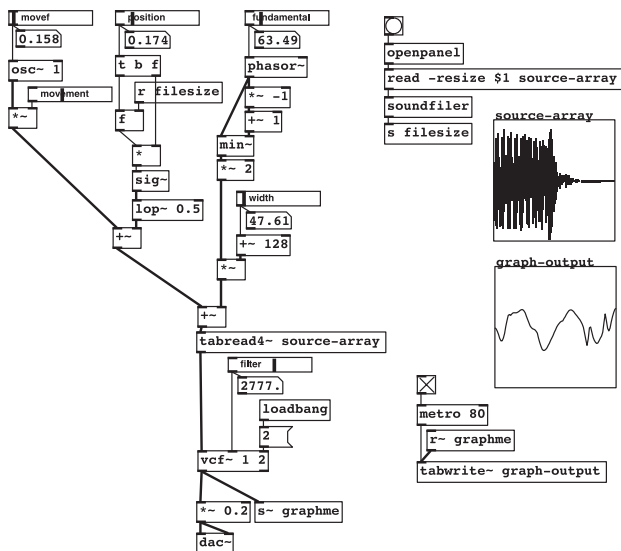 movef
0.158
osc~ 1
movement
*~
position
0.174
t b f
r filesize
f
*
sig~
lop~ 0.5
+~
fundamental
63.49
phasor~
*~ -1
+~ 1
min~
*~ 2
width
47.61
+~ 128
*~
+~
tabread4~ source-array
filter
2777.
loadbang
2
vcf~ 1 2
*~ 0.2
s~ graphme
dac~
openpanel
read -resize $1 source-array
soundfiler
s filesize
source-array
graph-output
metro 80
r~ graphme
tabwrite~ graph-output